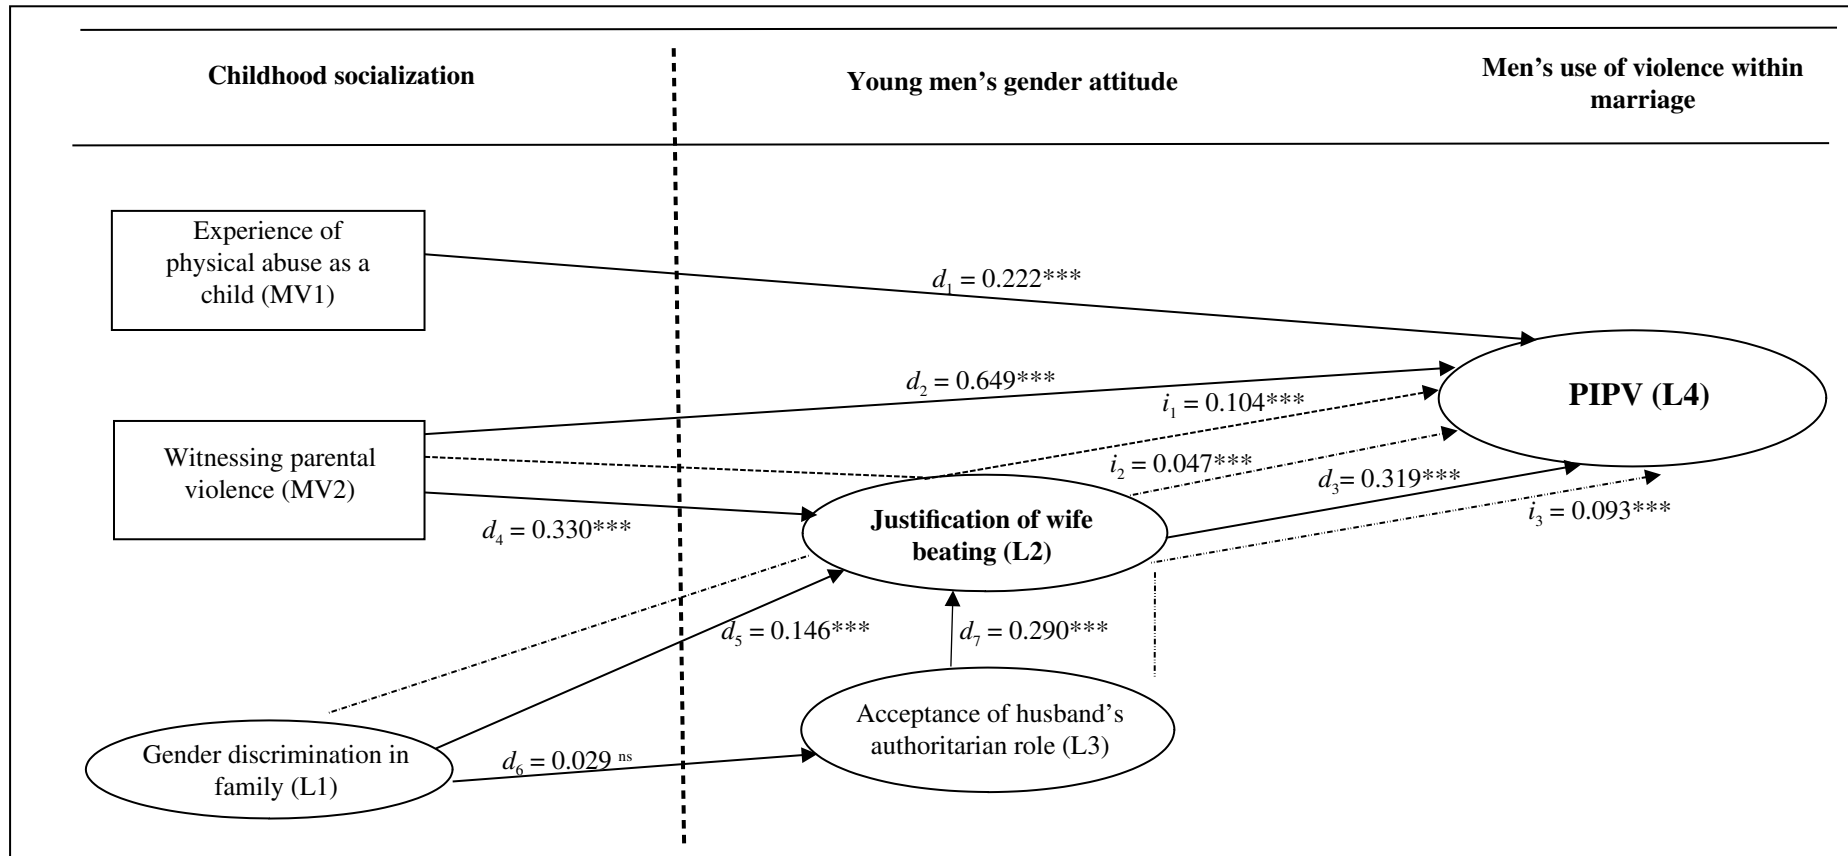 Childhood socialization
Young men’s gender attitude
Men’s use of violence within
marriage
Experience of
physical abuse as a
child (MV1)
d₁ = 0.222***
d₂ = 0.649***
i₁ = 0.104***
PIPV (L4)
Witnessing parental
violence (MV2)
i₂ = 0.047***
d₃= 0.319***
i₃ = 0.093***
d₄ = 0.330***
Justification of wife
beating (L2)
d₅ = 0.146***
d₇ = 0.290***
Gender discrimination in
family (L1)
d₆ = 0.029 ns
Acceptance of husband’s
authoritarian role (L3)